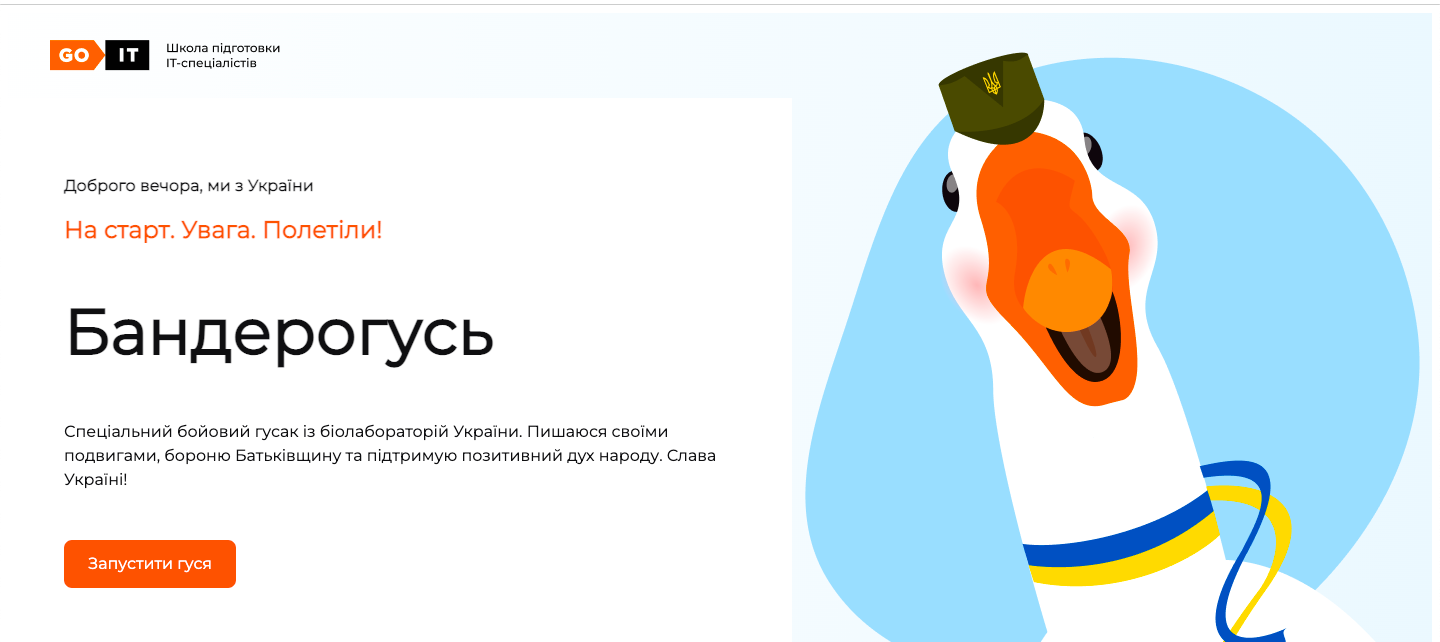 GO IT
Школа підготовки
ІТ-спеціалістів
Доброго вечора, ми з України
На старт. Увага. Полетіли!
Бандерогусь
Спеціальний бойовий гусак із біолабораторій України. Пишаюся своїми
подвигами, бороню Батьківщину та підтримую позитивний дух народу. Слава
Україні!
Запустити гуся